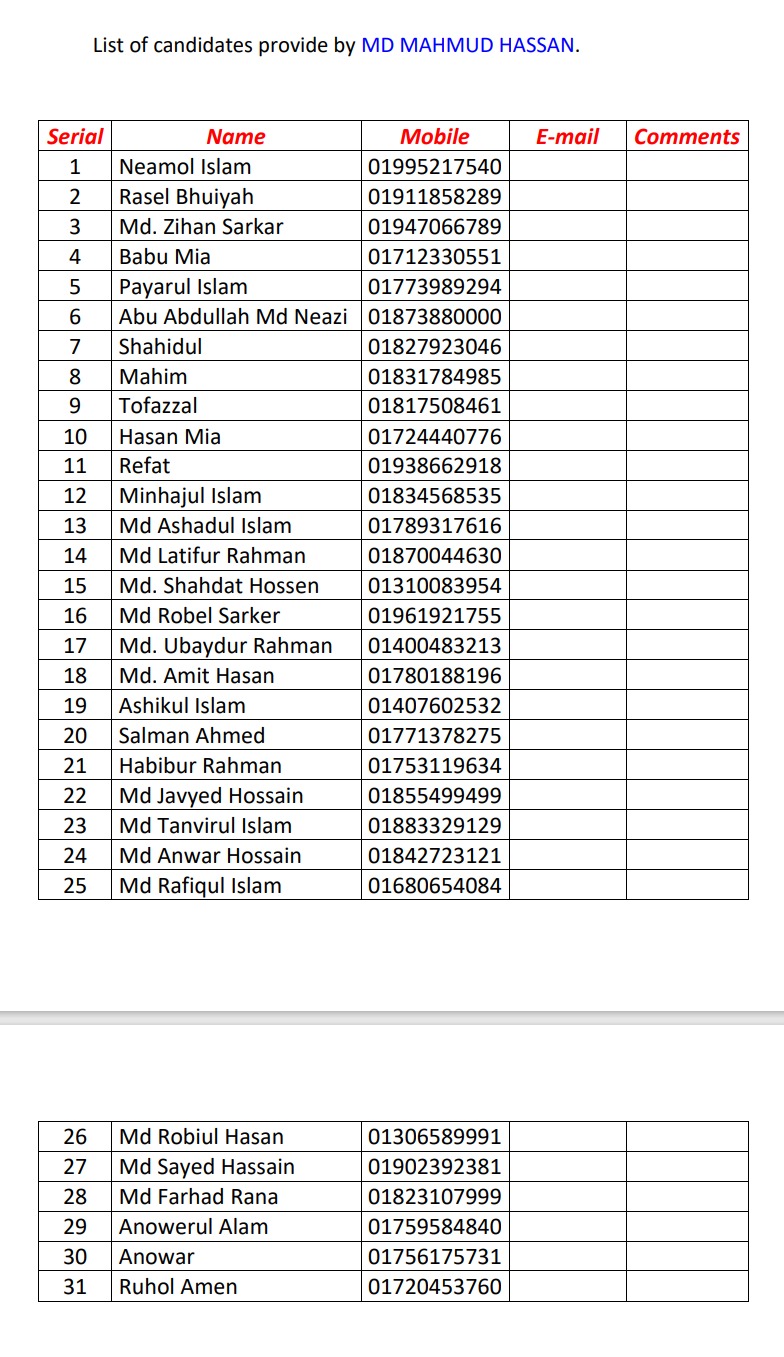 List of candidates provide by MD MAHMUD HASSAN.
Serial Name Mobile E-mail Comments
1 Neamol Islam 01995217540
2 Rasel Bhuiyah 01911858289
3 Md. Zihan Sarkar 01947066789
4 Babu Mia 01712330551
5 Payarul Islam 01773989294
6 Abu Abdullah Md Neazi 01873880000
7 Shahidul 01827923046
8 Mahim 01831784985
9 Tofazzal 01817508461
10 Hasan Mia 01724440776
11 Refat 01938662918
12 Minhajul Islam 01834568535
13 Md Ashadul Islam 01789317616
14 Md Latifur Rahman 01870044630
15 Md. Shahdat Hossen 01310083954
16 Md Robel Sarker 01961921755
17 Md. Ubaydur Rahman 01400483213
18 Md. Amit Hasan 01780188196
19 Ashikul Islam 01407602532
20 Salman Ahmed 01771378275
21 Habibur Rahman 01753119634
22 Md Javyed Hossain 01855499499
23 Md Tanvirul Islam 01883329129
24 Md Anwar Hossain 01842723121
25 Md Rafiqul Islam 01680654084
26 Md Robiul Hasan 01306589991
27 Md Sayed Hassain 01902392381
28 Md Farhad Rana 01823107999
29 Anowerul Alam 01759584840
30 Anowar 01756175731
31 Ruhol Amen 01720453760